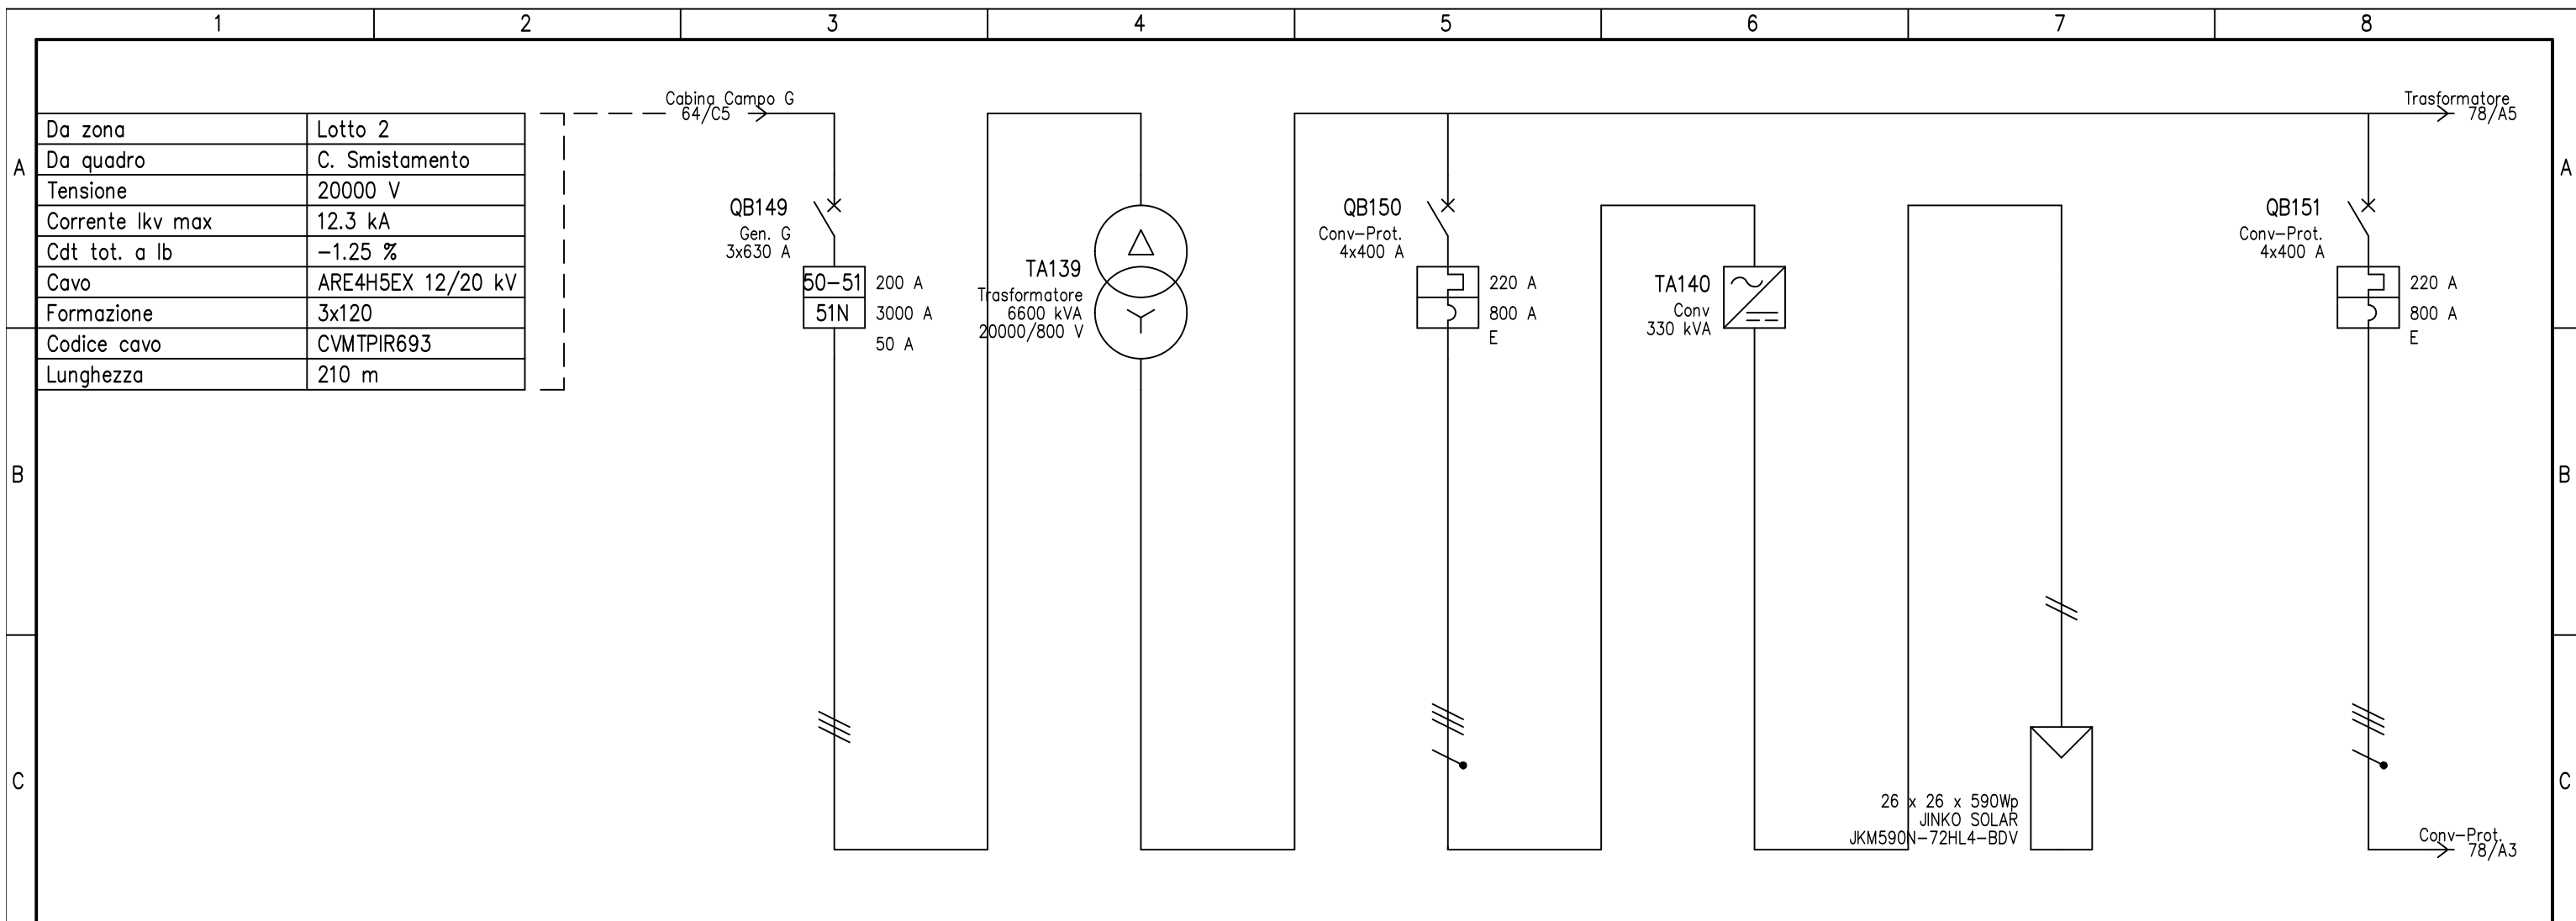 1 2 3 4 5 6 7 8
A
B
C
Da zona Lotto 2
Da quadro C. Smistamento
Tensione 20000 V
Corrente Ikv max 12.3 kA
Cdt tot. a Ib -1.25 %
Cavo ARE4H5EX 12/20 kV
Formazione 3x120
Codice cavo CVMTPIR693
Lunghezza 210 m
Cabina Campo G
64/C5
QB149
Gen. G
3x630 A
50-51 200 A
51N 3000 A
50 A
TA139
Trasformatore
6600 kVA
20000/800 V
QB150
Conv-Prot.
4x400 A
220 A
800 A
E
TA140
Conv
330 kVA
26 x 26 x 590Wp
JINKO SOLAR
JKM590N-72HL4-BDV
Trasformatore
78/A5
QB151
Conv-Prot.
4x400 A
220 A
800 A
E
Conv-Prot.
78/A3
A
B
C